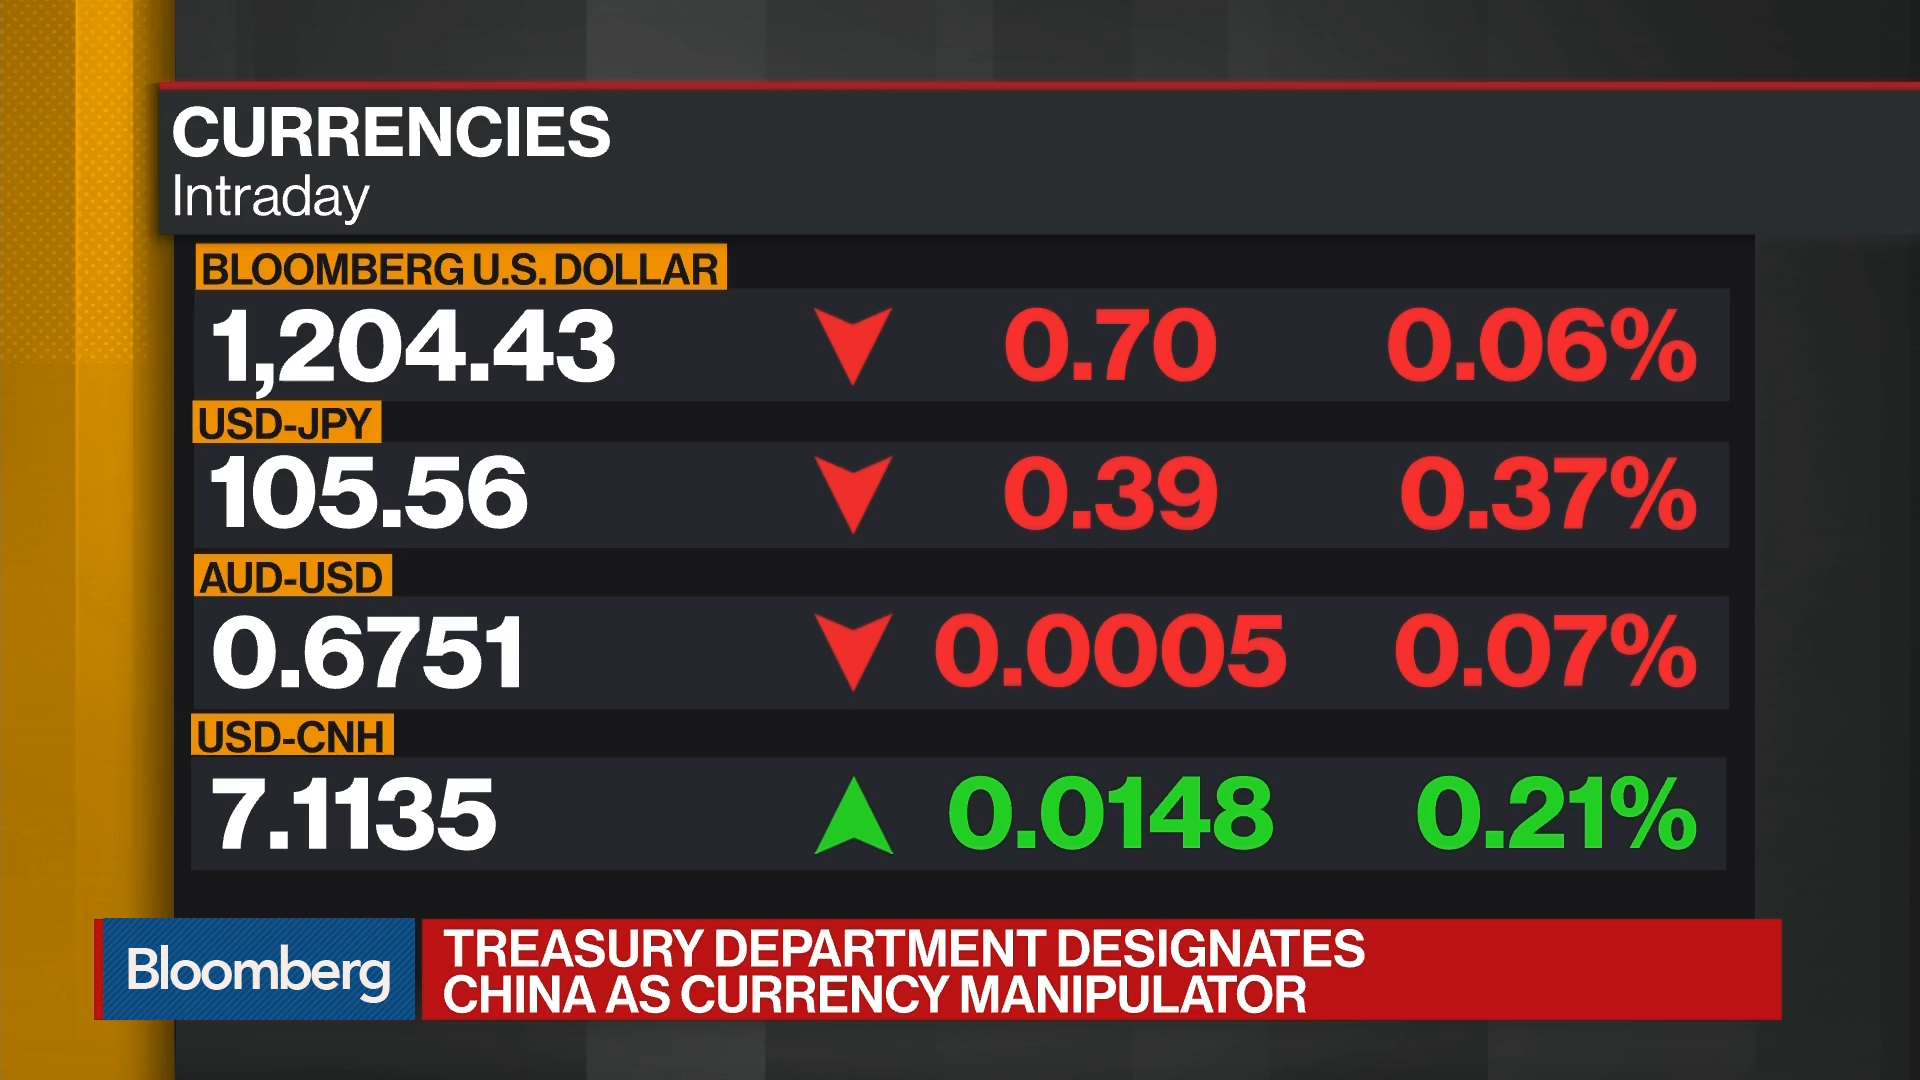 CURRENCIES
Intraday
BLOOMBERG U.S. DOLLAR
1,204.43 0.70 0.06%
USD-JPY
105.56 0.39 0.37%
AUD-USD
0.6751 0.0005 0.07%
USD-CNH
7.1135 0.0148 0.21%
Bloomberg
TREASURY DEPARTMENT DESIGNATES
CHINA AS CURRENCY MANIPULATOR